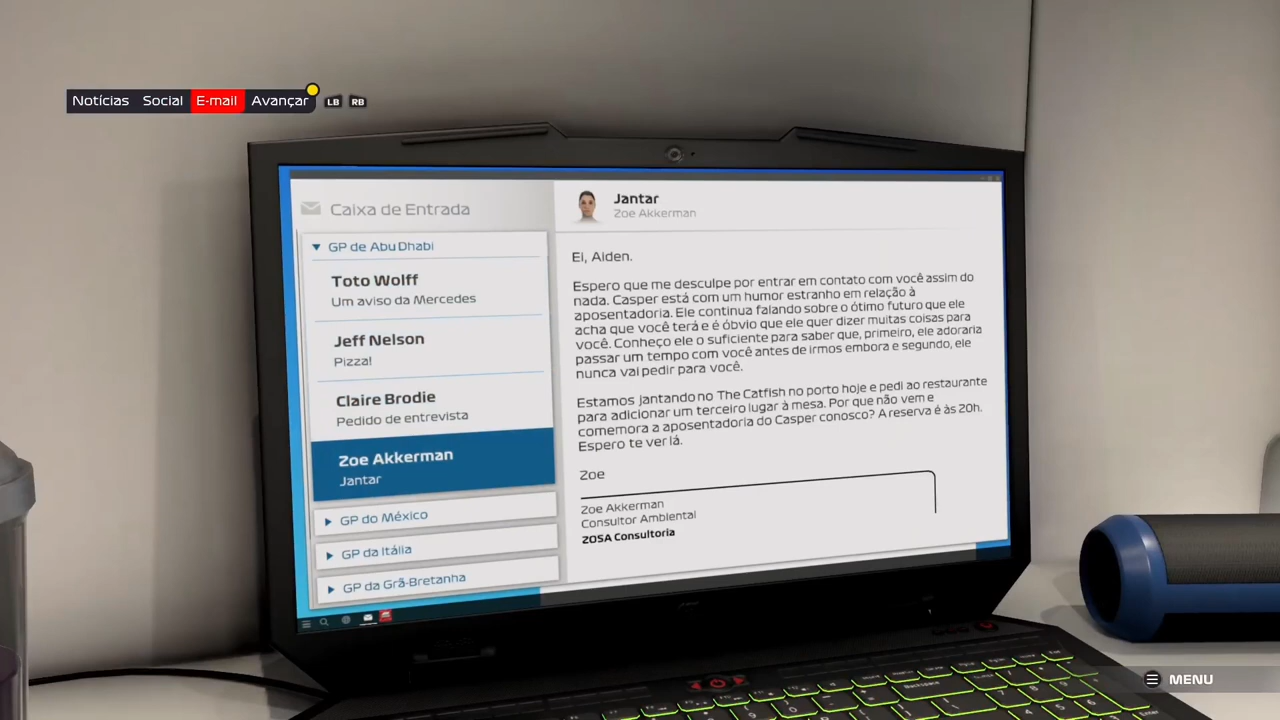 Notícias Social E-mail Avançar LB RB
Caixa de Entrada
GP de Abu Dhabi
Toto Wolff
Um aviso da Mercedes
Jeff Nelson
Pizza!
Claire Brodie
Pedido de entrevista
Zoe Akkerman
Jantar
GP do México
GP da Itália
GP da Grã-Bretanha
Jantar
Zoe Akkerman
Ei, Aiden.
Espero que me desculpe por entrar em contato com você assim do
nada. Casper está com um humor estranho em relação à
aposentadoria. Ele continua falando sobre o ótimo futuro que ele
acha que você terá e é óbvio que ele quer dizer muitas coisas para
você. Conheço ele o suficiente para saber que, primeiro, ele adoraria
passar um tempo com você antes de irmos embora e segundo, ele
nunca vai pedir para você.
Estamos jantando no The Catfish no porto hoje e pedi ao restaurante
para adicionar um terceiro lugar à mesa. Por que não vem e
comemora a aposentadoria do Casper conosco? A reserva é às 20h.
Espero te ver lá.
Zoe
Zoe Akkerman
Consultor Ambiental
ZOSA Consultoria
Backspace
Enter
MENU